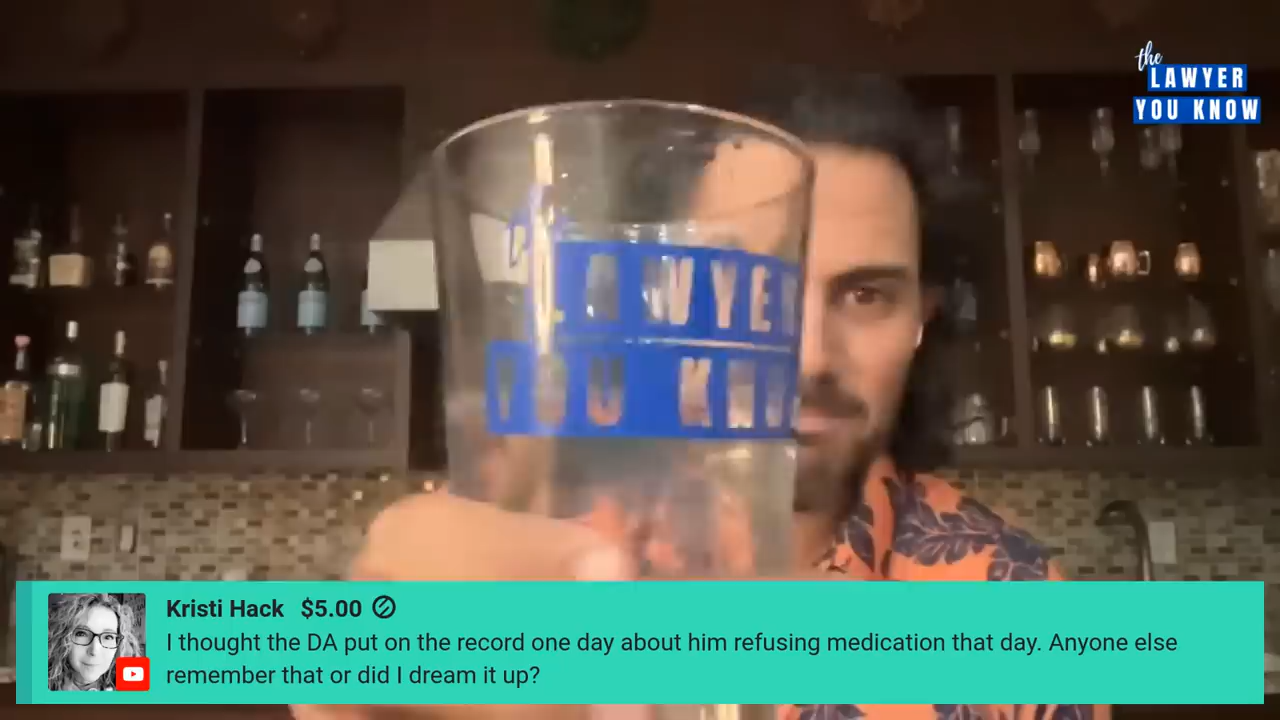 the
LAWYER
YOU KNOW
LAWYER
YOU KNOW
Kristi Hack $5.00
I thought the DA put on the record one day about him refusing medication that day. Anyone else
remember that or did I dream it up?